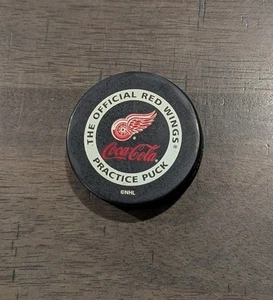 THE OFFICIAL RED WINGS®
Coca-Cola
PRACTICE PUCK
©NHL